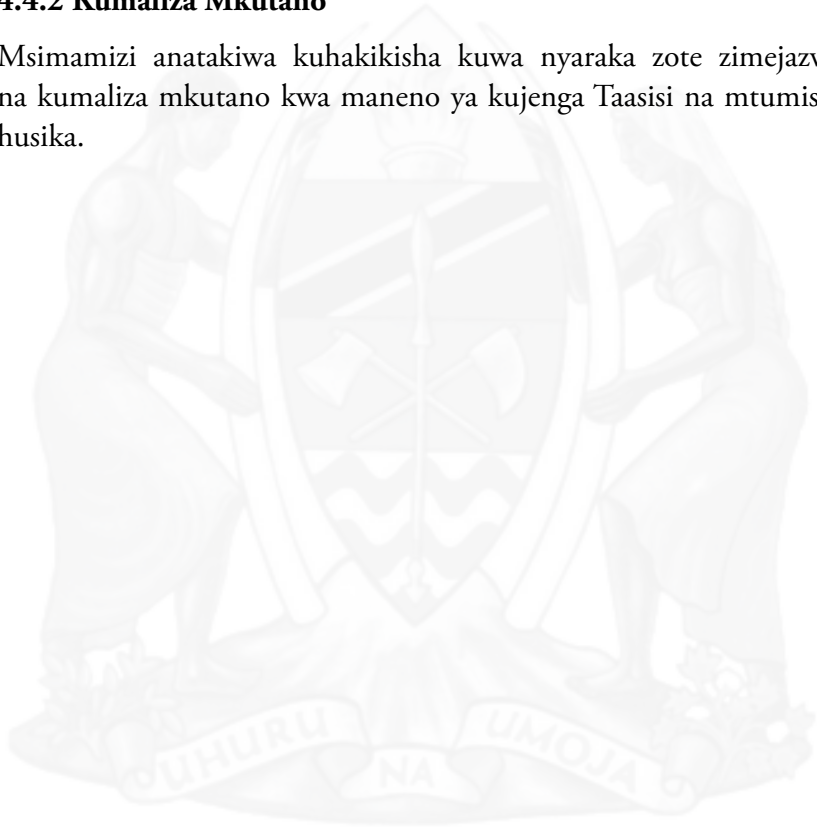 4.4.2 Kumaliza Mkutano
Msimamizi anatakiwa kuhakikisha kuwa nyaraka zote
na kumaliza mkutano kwa maneno ya kujenga Taasisi na
husika.
UHURU NA UMOJA